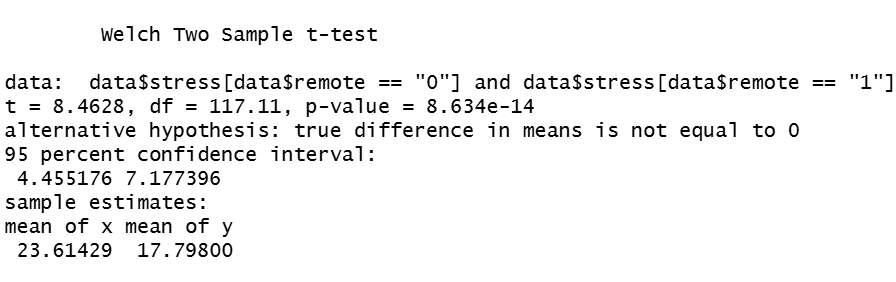 Welch Two Sample t-test
data:  data$stress[data$remote == "0"] and data$stress[data$remote == "1"]
t = 8.4628, df = 117.11, p-value = 8.634e-14
alternative hypothesis: true difference in means is not equal to 0
95 percent confidence interval:
 4.455176 7.177396
sample estimates:
mean of x mean of y
 23.61429  17.79800